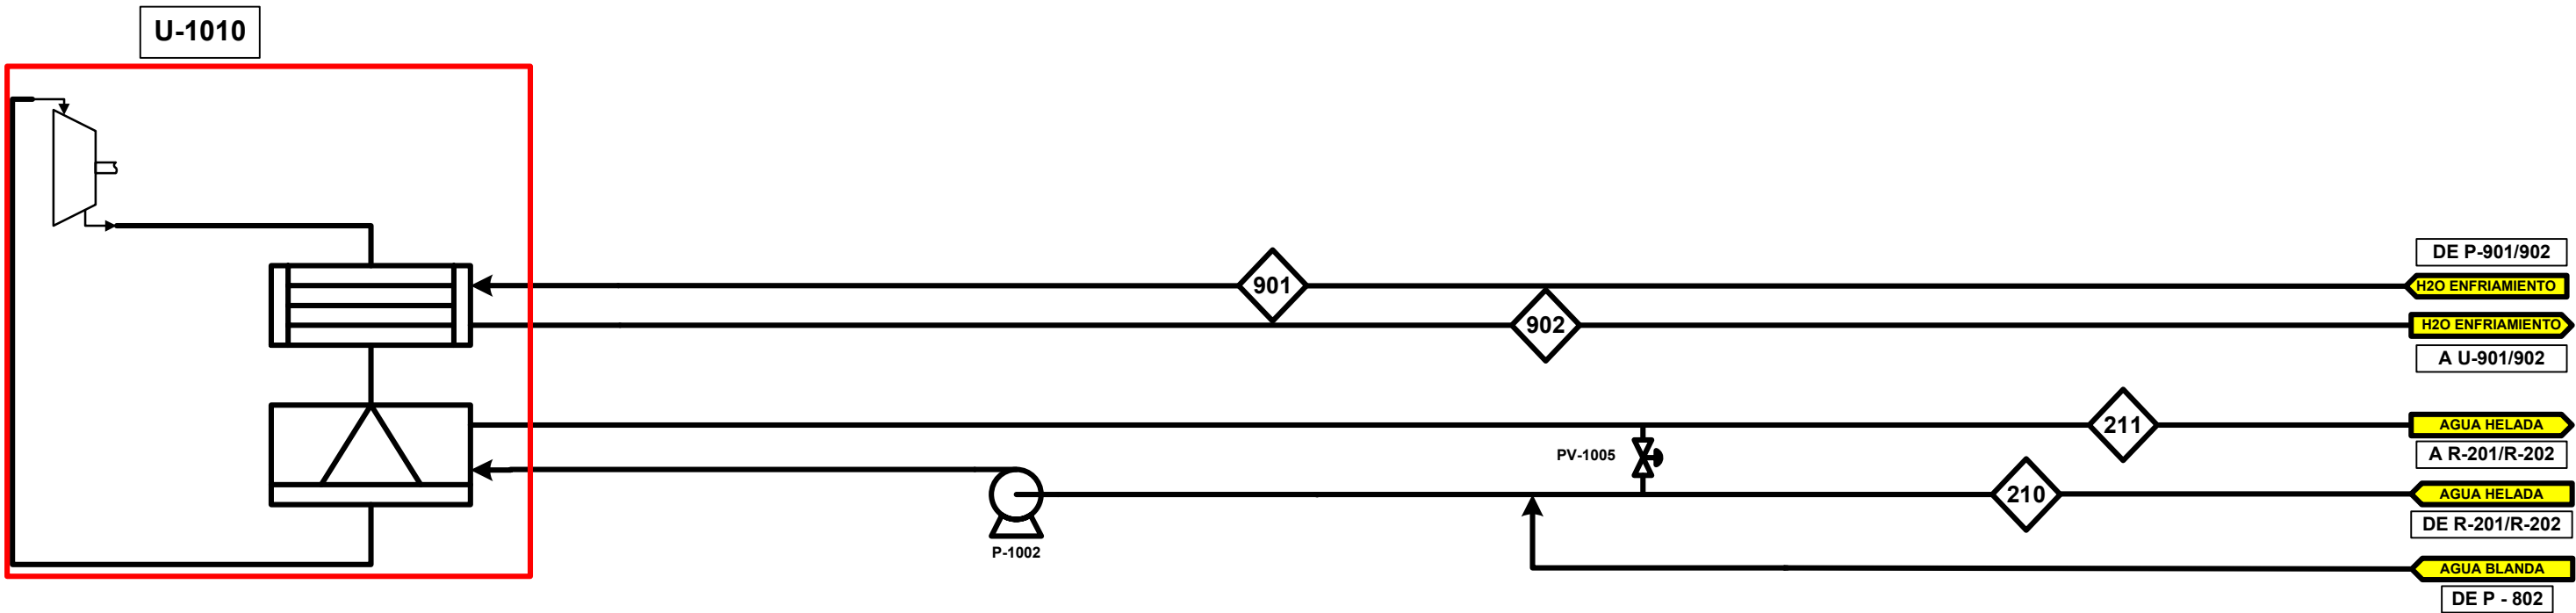 U-1010
DE P-901/902
901
H2O ENFRIAMIENTO
902
H2O ENFRIAMIENTO
A U-901/902
211
AGUA HELADA
PV-1005
A R-201/R-202
210
AGUA HELADA
DE R-201/R-202
P-1002
AGUA BLANDA
DE P - 802